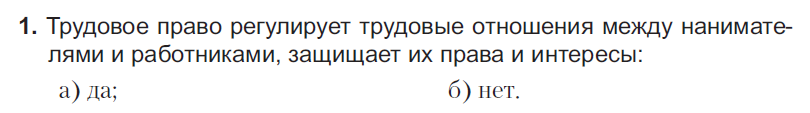 1. Трудовое право регулирует трудовые отношения между нанимате-
лями и работниками, защищает их права и интересы:
а) да; б) нет.